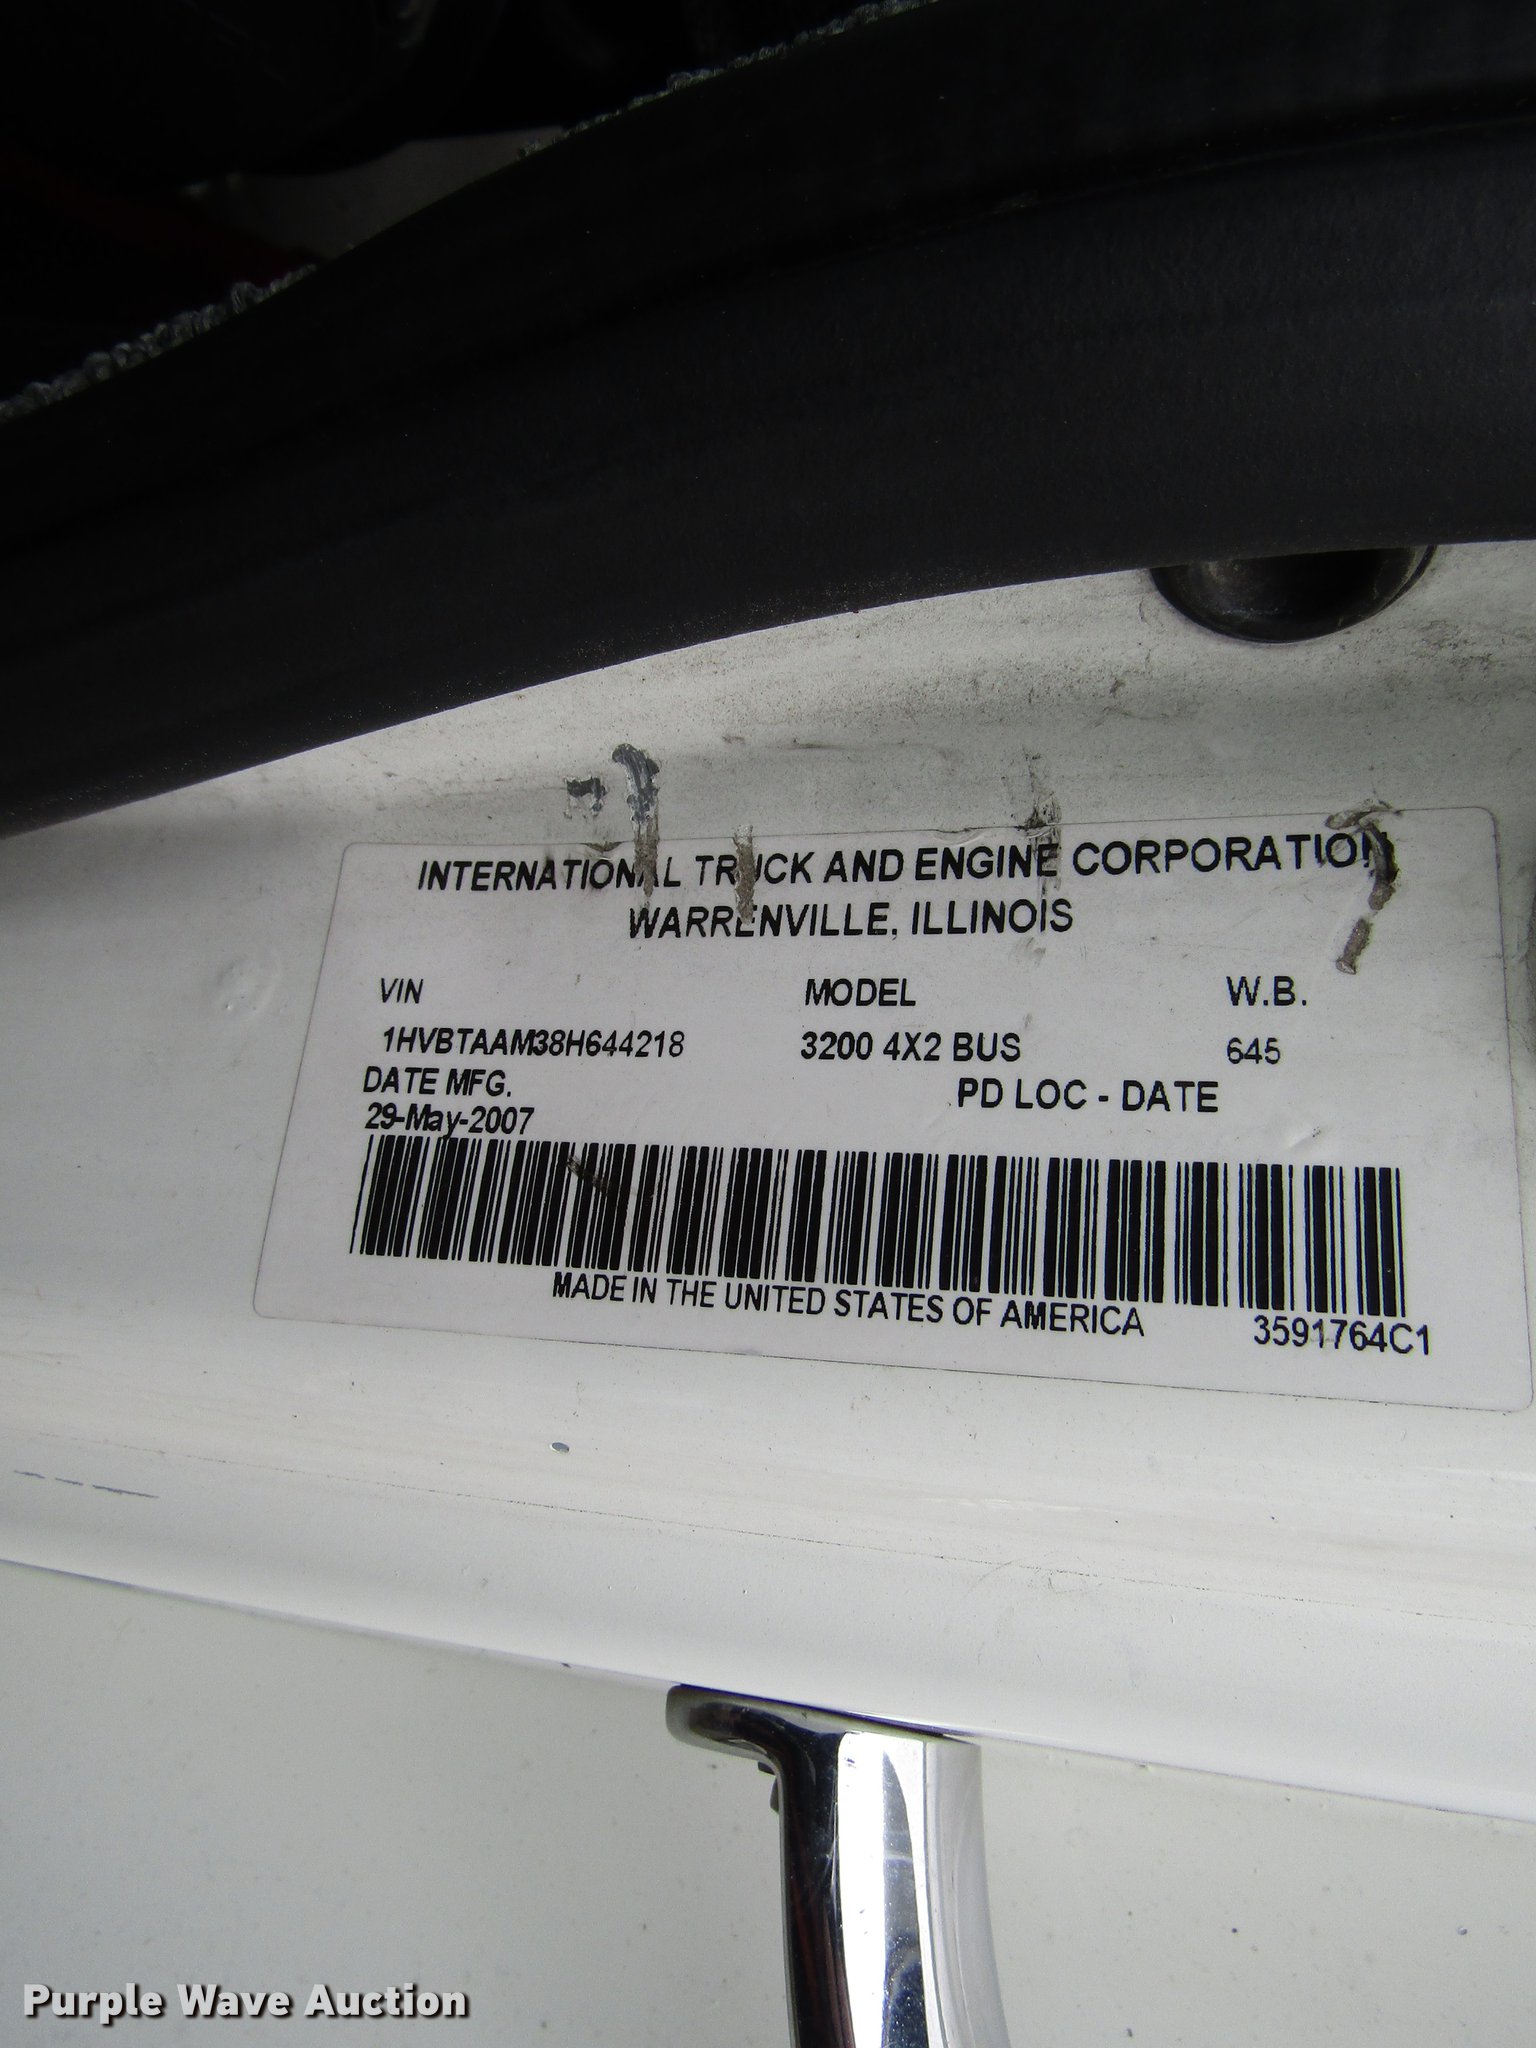 INTERNATIONAL TRUCK AND ENGINE CORPORATION
WARRENVILLE, ILLINOIS
VIN MODEL W.B.
1HVBTAAM38H644218 3200 4X2 BUS 645
DATE MFG. PD LOC - DATE
29-May-2007
MADE IN THE UNITED STATES OF AMERICA 3591764C1
Purple Wave Auction